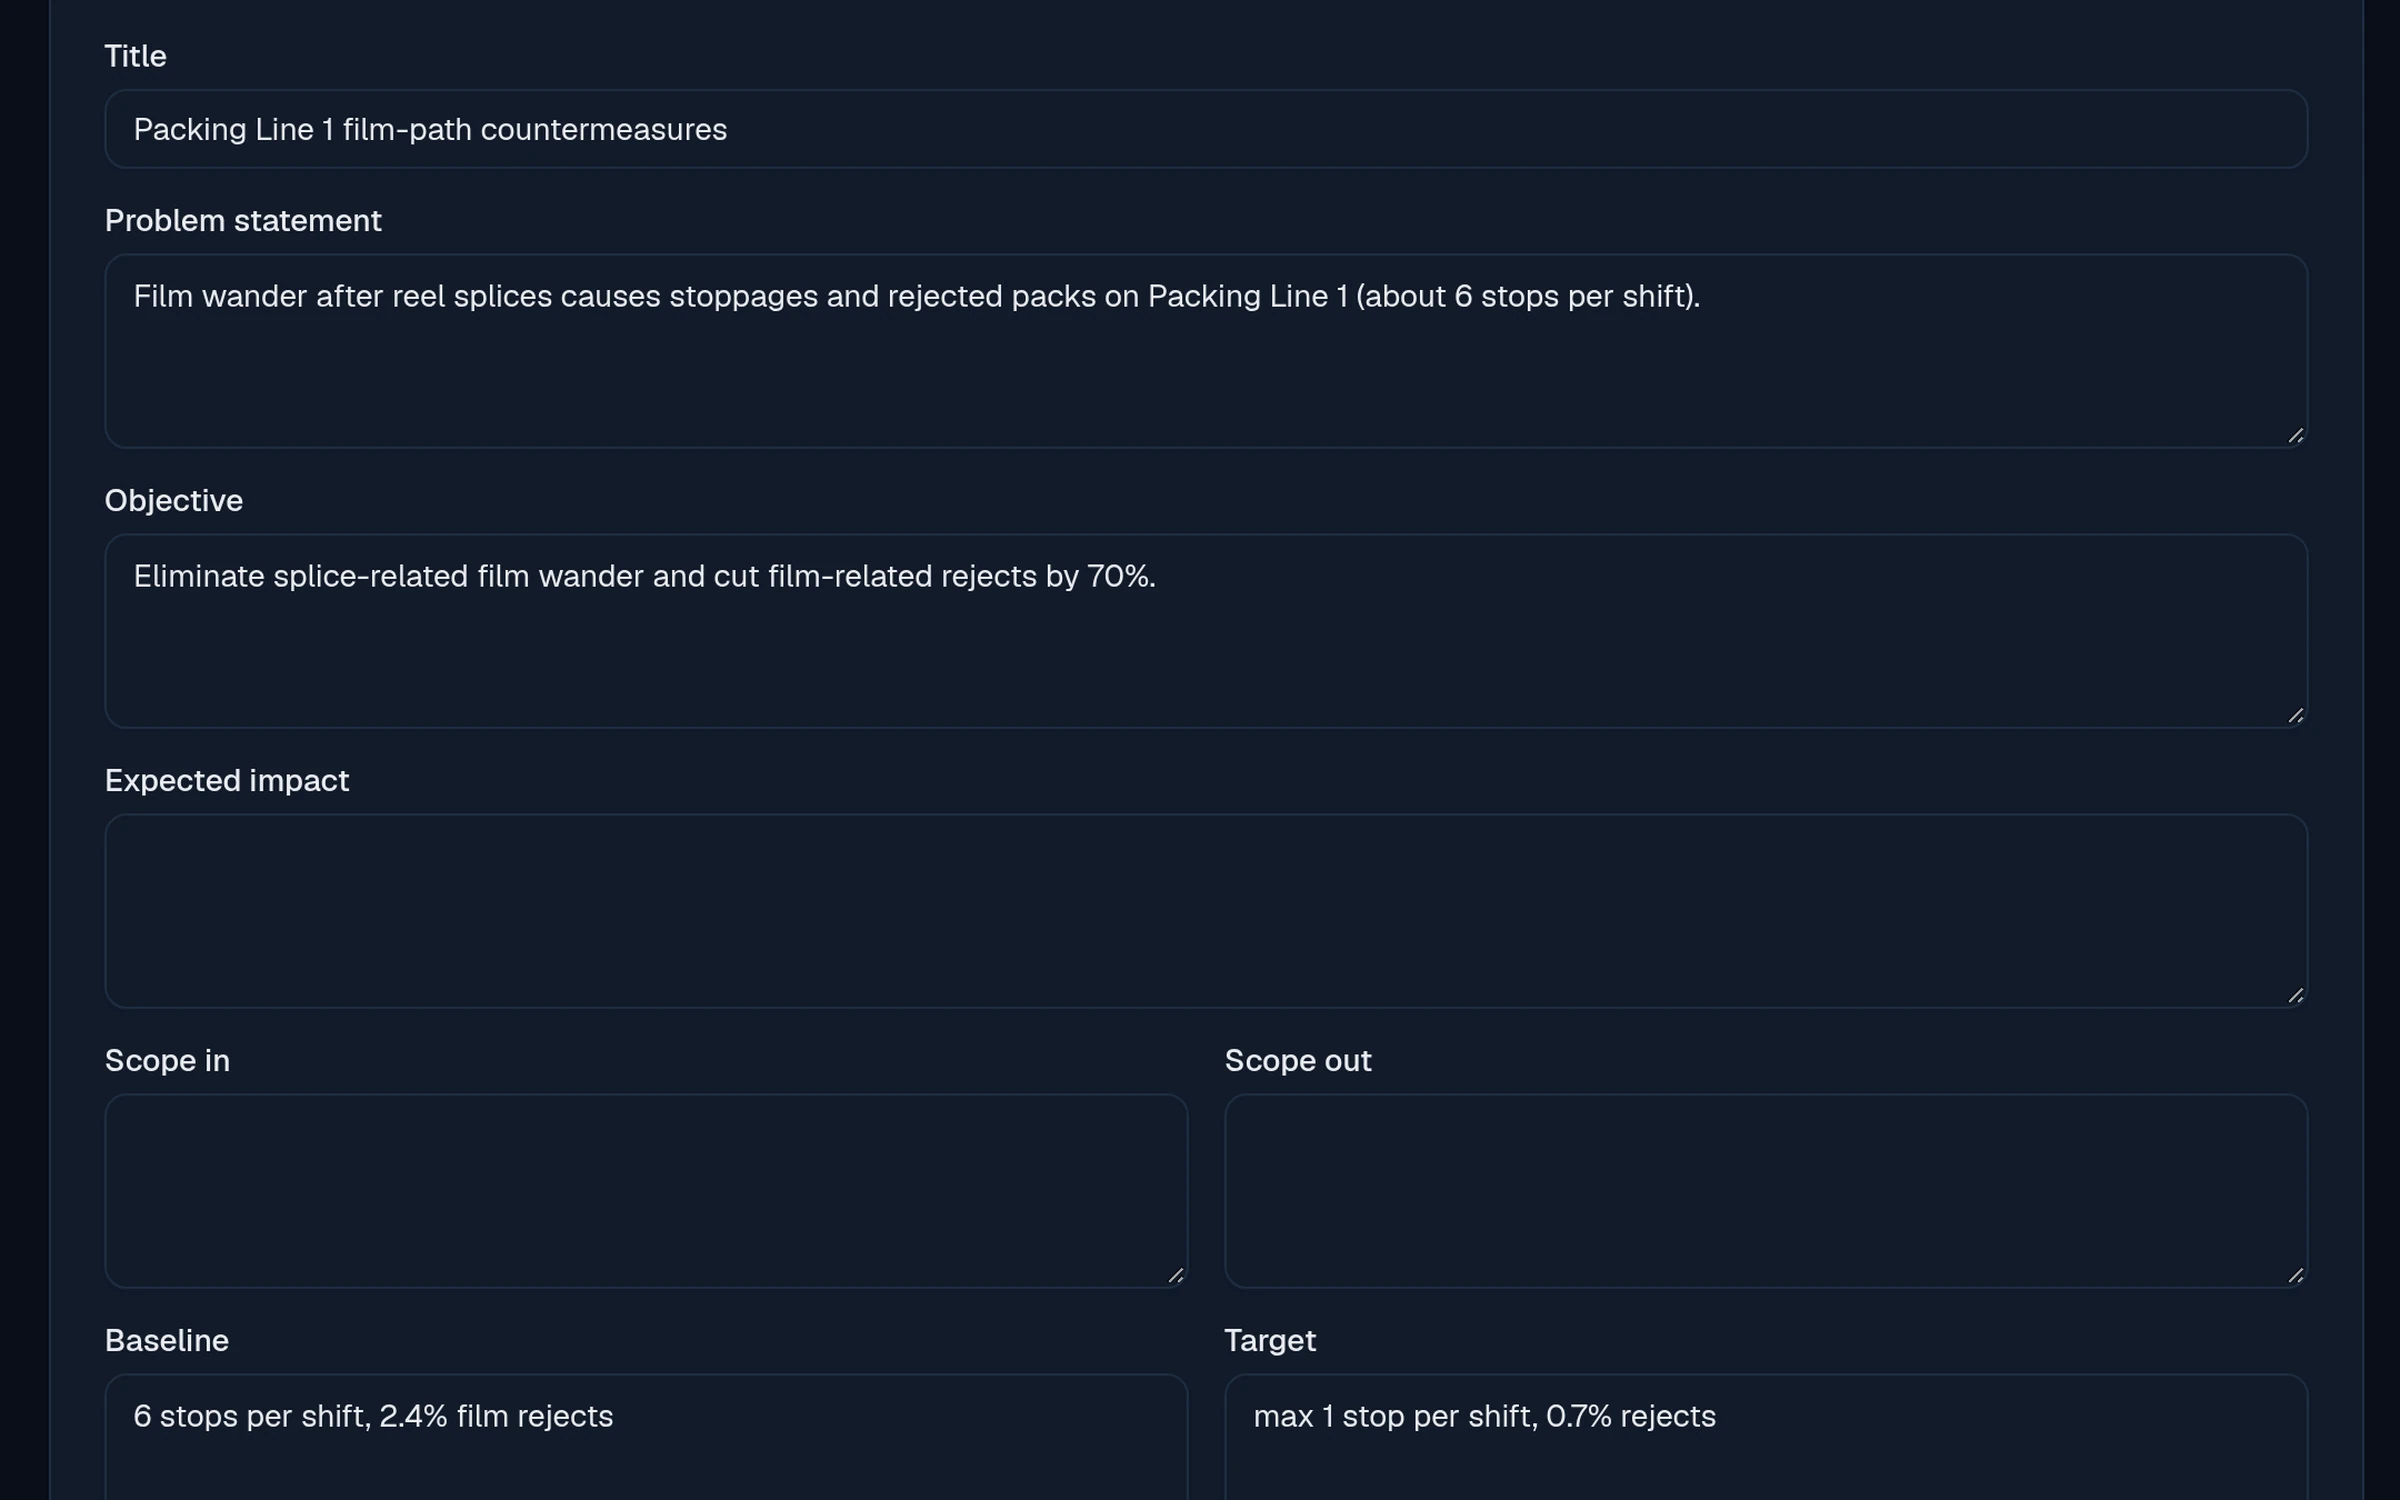 Title
Packing Line 1 film-path countermeasures
Problem statement
Film wander after reel splices causes stoppages and rejected packs on Packing Line 1 (about 6 stops per shift).
Objective
Eliminate splice-related film wander and cut film-related rejects by 70%.
Expected impact
Scope in
Scope out
Baseline
Target
6 stops per shift, 2.4% film rejects
max 1 stop per shift, 0.7% rejects